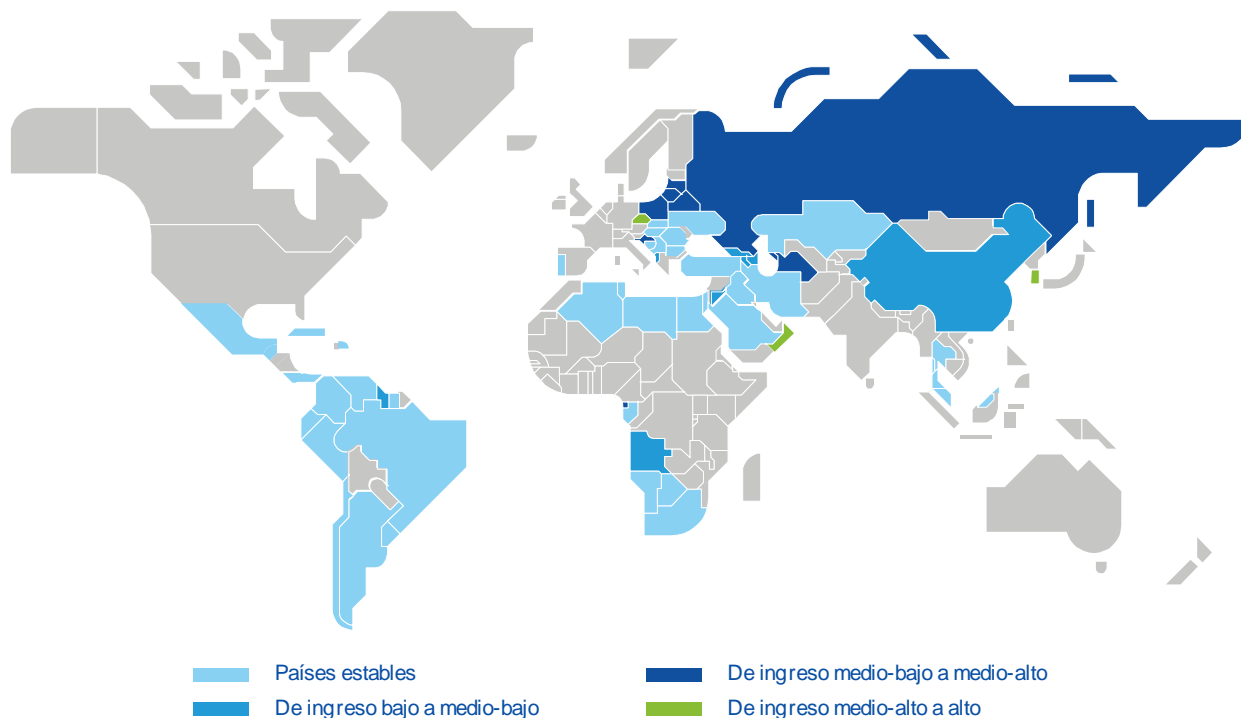 Países estables
De ingreso medio-bajo a medio-alto
De ingreso bajo a medio-bajo
De ingreso medio-alto a alto